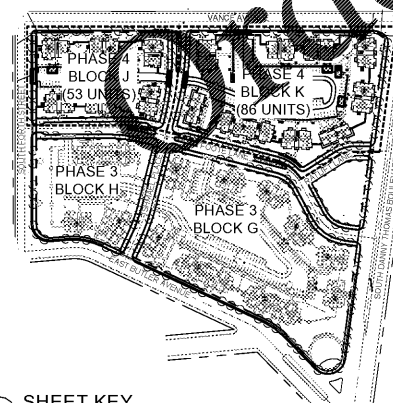 VANCE AVENUE
PHASE 4
BLOCK J
(53 UNITS)
PHASE 4
BLOCK K
(86 UNITS)
PHASE 3
BLOCK H
PHASE 3
BLOCK G
EAST BUTLER AVENUE
SOUTH DANNY THOMAS
SHEET KEY